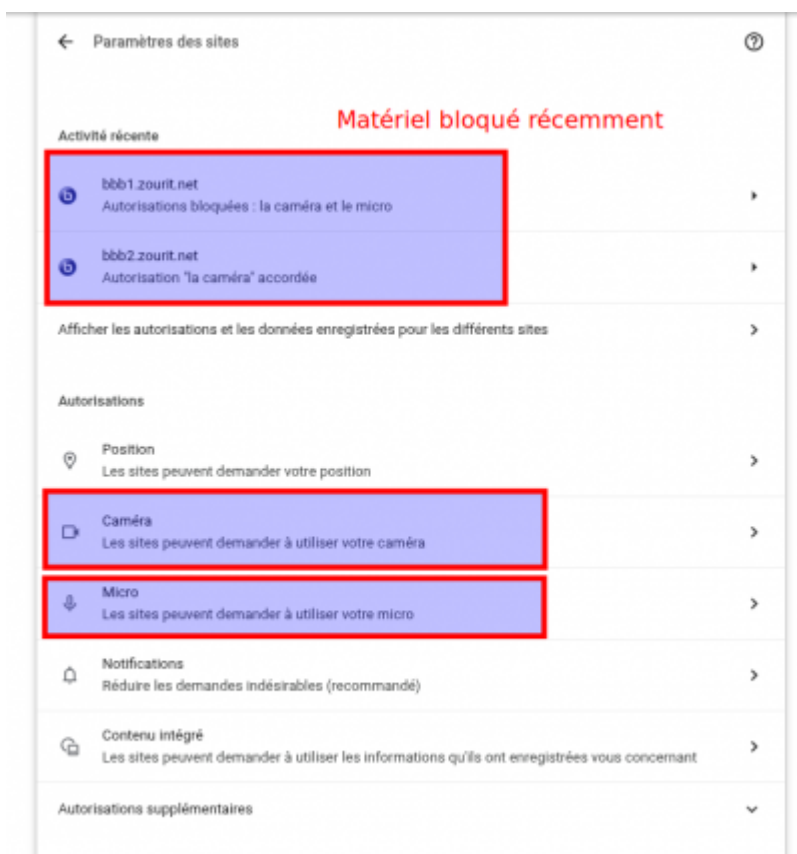 Paramètres des sites
Matériel bloqué récemment
Activité récente
bbb1.zourit.net
Autorisations bloquées : la caméra et le micro
bbb2.zourit.net
Autorisation "la caméra" accordée
Afficher les autorisations et les données enregistrées pour les différents sites
Autorisations
Position
Les sites peuvent demander votre position
Caméra
Les sites peuvent demander à utiliser votre caméra
Micro
Les sites peuvent demander à utiliser votre micro
Notifications
Réduire les demandes indésirables (recommandé)
Contenu intégré
Les sites peuvent demander à utiliser les informations qu'ils ont enregistrées vous concernant
Autorisations supplémentaires